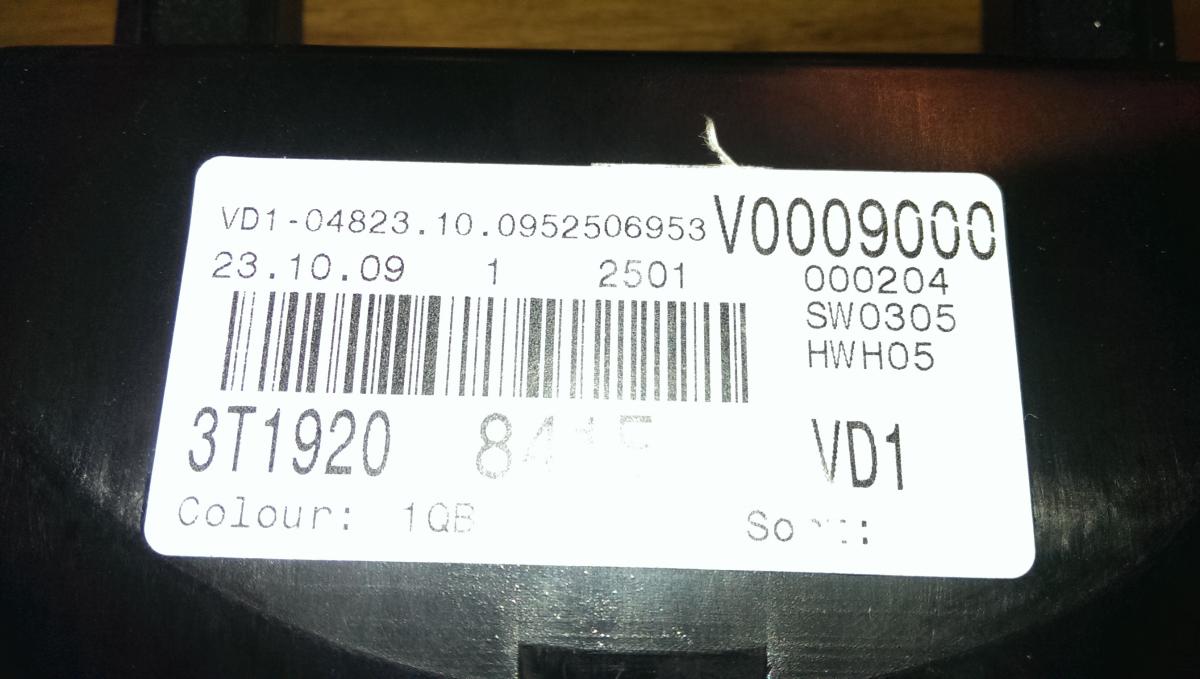 VD1-04823.10.0952506953 V0009000
23.10.09 1 2501 000204
SW0305
HWH05
3T1920 VD1
Colour: 1QB